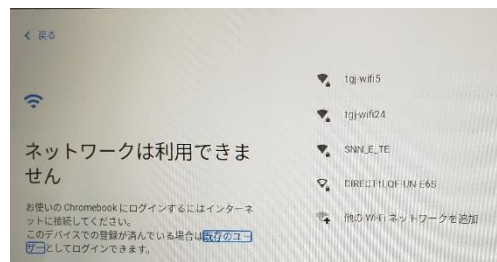 戻る
ネットワークは利用できま
せん
お使いの Chromebook にログインするにはインターネ
ットに接続してください。
このデバイスでの登録が済んでいる場合は既存のユー
ザーとしてログインできます。
tgj-wifi5
tgj-wifi24
SNN_E_TE
他の Wi-Fi ネットワークを追加